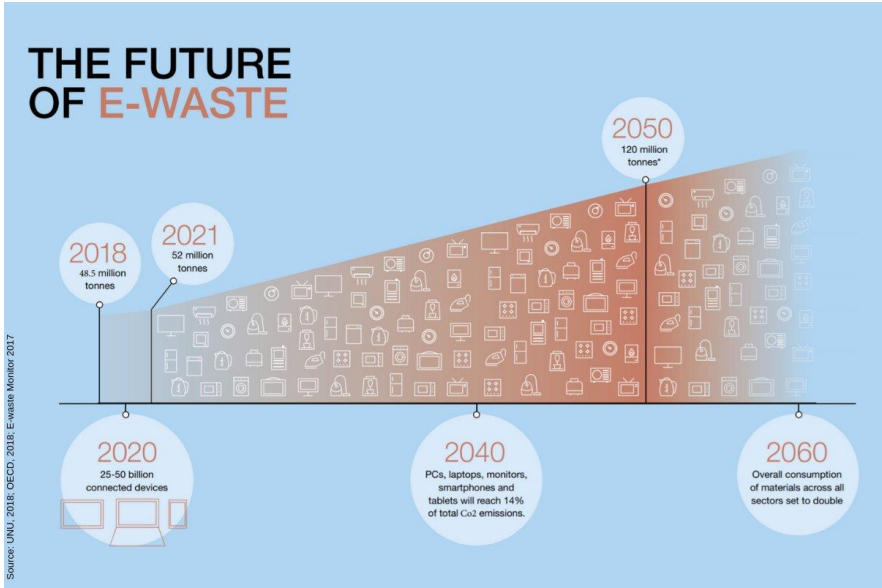 THE FUTURE
OF E-WASTE
2018
48.5 million
tonnes
2021
52 million
tonnes
2050
120 million
tonnes*
2020
25-50 billion
connected devices
2040
PCs, laptops, monitors,
smartphones and
tablets will reach 14%
of total Co2 emissions.
2060
Overall consumption
of materials across all
sectors set to double
Source: UNU, 2018; OECD, 2018; E-waste Monitor 2017